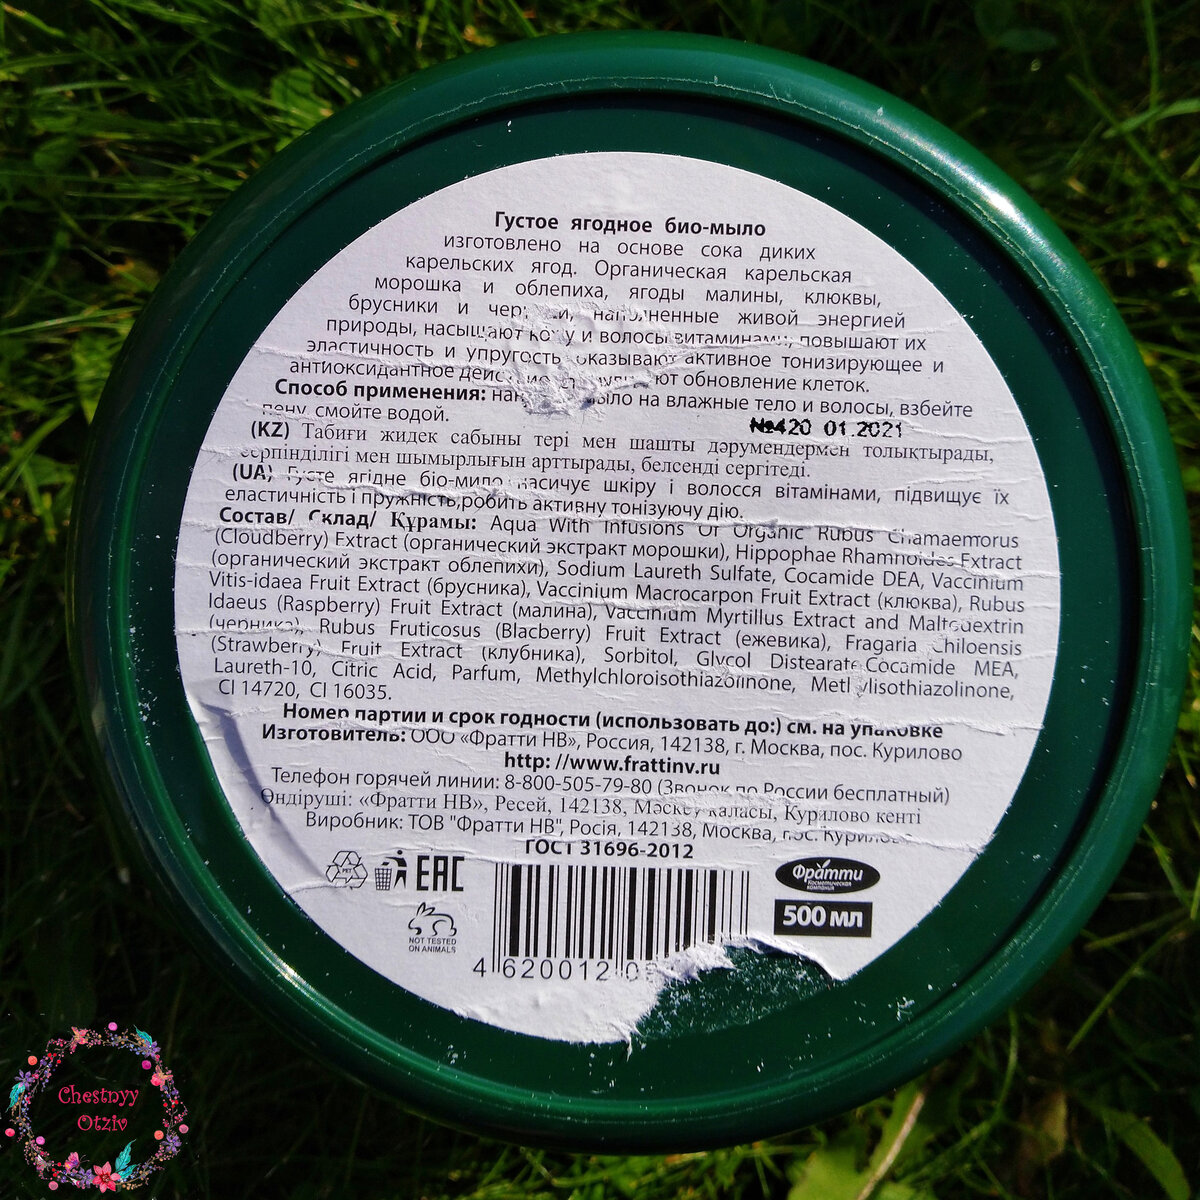 Густое ягодное био-мыло
изготовлено на основе сока диких
карельских ягод. Органическая карельская
морошка и облепиха, ягоды малины, клюквы,
брусники и наполненные живой энергией
природы, насыщают кожу и волосы витаминами, повышают их
эластичность и упругость, оказывают активное тонизирующее и
антиоксидантное обновление клеток.
Способ применения: мыло на влажные тело и волосы, взбейте
пену, смойте водой.
№420 01.2021
(KZ) Табиғи жидек сабыны тері мен шашты дәрумендермен толықтырады,
серпінділігі мен шымырлығын арттырады, белсенді сергітеді.
(UA) Густе ягідне біо-мило насичує шкіру і волосся вітамінами, підвищує їх
еластичність і пружність,робить активну тонізуючу дію.
Состав/ Склад/ Құрамы: Aqua With Infusions Of Organic Rubus Chamaemorus
(Cloudberry) Extract (органический экстракт морошки), Hippophae Rhamnoides Extract
(органический экстракт облепихи), Sodium Laureth Sulfate, Cocamide DEA, Vaccinium
Vitis-idaea Fruit Extract (брусника), Vaccinium Macrocarpon Fruit Extract (клюква), Rubus
Idaeus (Raspberry) Fruit Extract (малина), Vaccinium Myrtillus Extract and Maltodextrin
(черника), Rubus Fruticosus (Blacberry) Fruit Extract (ежевика), Fragaria Chiloensis
(Strawberry) Fruit Extract (клубника), Sorbitol, Glycol Distearate,Cocamide MEA,
Laureth-10, Citric Acid, Parfum, Methylchloroisothiazolinone, Methylisothiazolinone,
CI 14720, CI 16035.
Номер партии и срок годности (использовать до:) см. на упаковке
Изготовитель: ООО «Фратти НВ», Россия, 142138, г. Москва, пос. Курилово
http: //www.frattinv.ru
Телефон горячей линии: 8-800-505-79-80 (Звонок по России бесплатный)
Өндіруші: «Фратти НВ», Ресей, 142138, Мәскеу қаласы, Курилово кенті
Виробник: ТОВ "Фратти НВ", Росія, 142138, Москва, пос. Курилово
ГОСТ 31696-2012
PET
EAC
Фратти
Косметическая
компания
500 мл
NOT TESTED
ON ANIMALS
4 620012
Chestnyy
Otziv